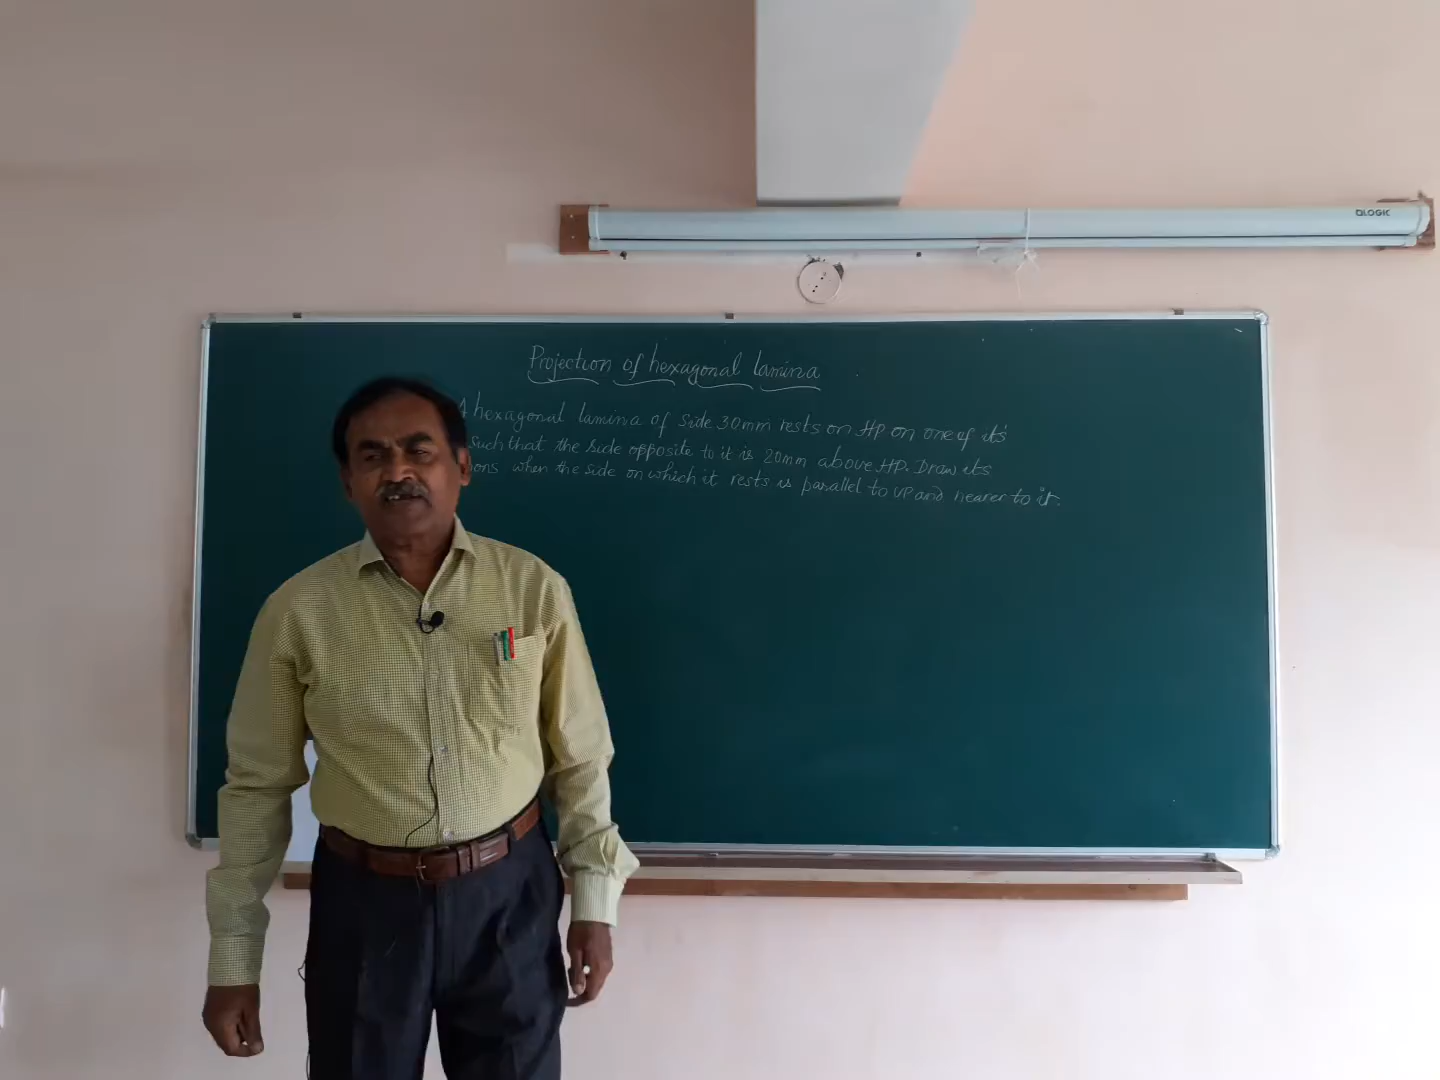 QLOGIC
Projection of hexagonal lamina
A hexagonal lamina of side 30mm rests on HP on one of its
such that the side opposite to it is 20mm above HP. Draw its
ions when the side on which it rests is parallel to VP and nearer to it.